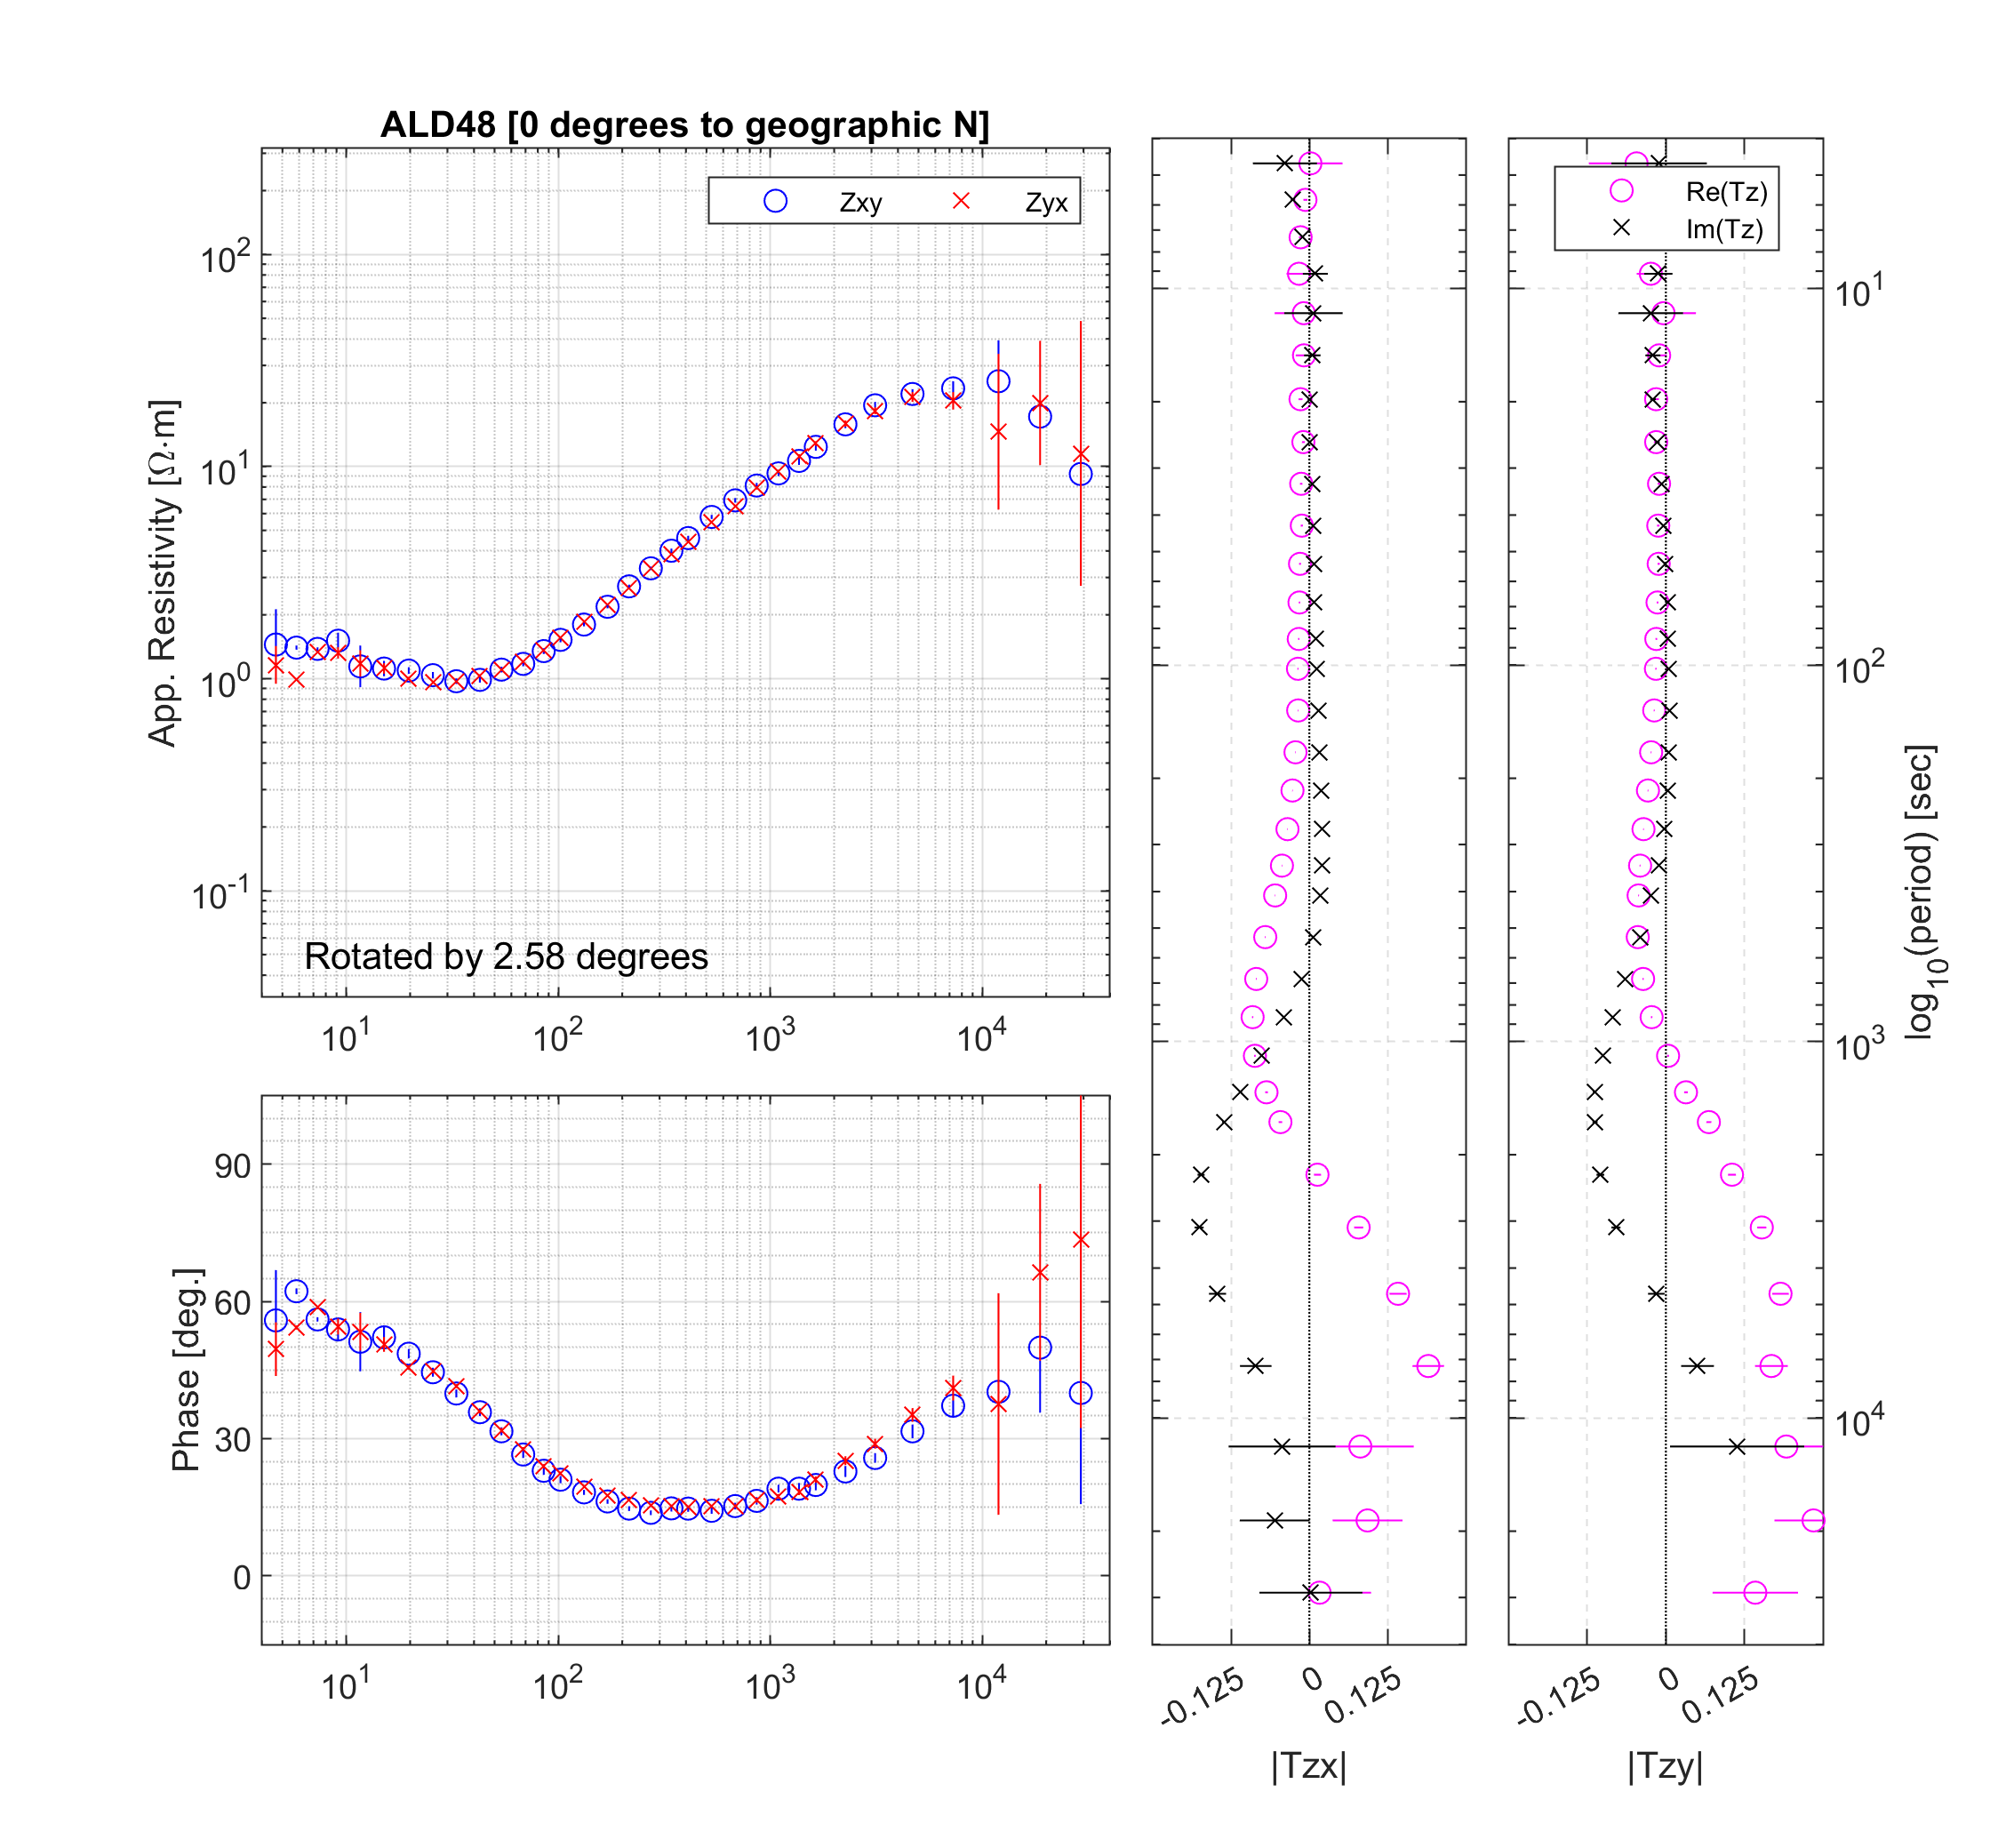 ALD48 [0 degrees to geographic N]
Zxy Zyx
App. Resistivity [Ω·m]
10^2
10^1
10^0
10^-1
Rotated by 2.58 degrees
10^1 10^2 10^3 10^4
Phase [deg.]
90
60
30
0
10^1 10^2 10^3 10^4
-0.125 0 0.125
|Tzx|
Re(Tz)
Im(Tz)
-0.125 0 0.125
|Tzy|
10^1
10^2
10^3
10^4
log10(period) [sec]